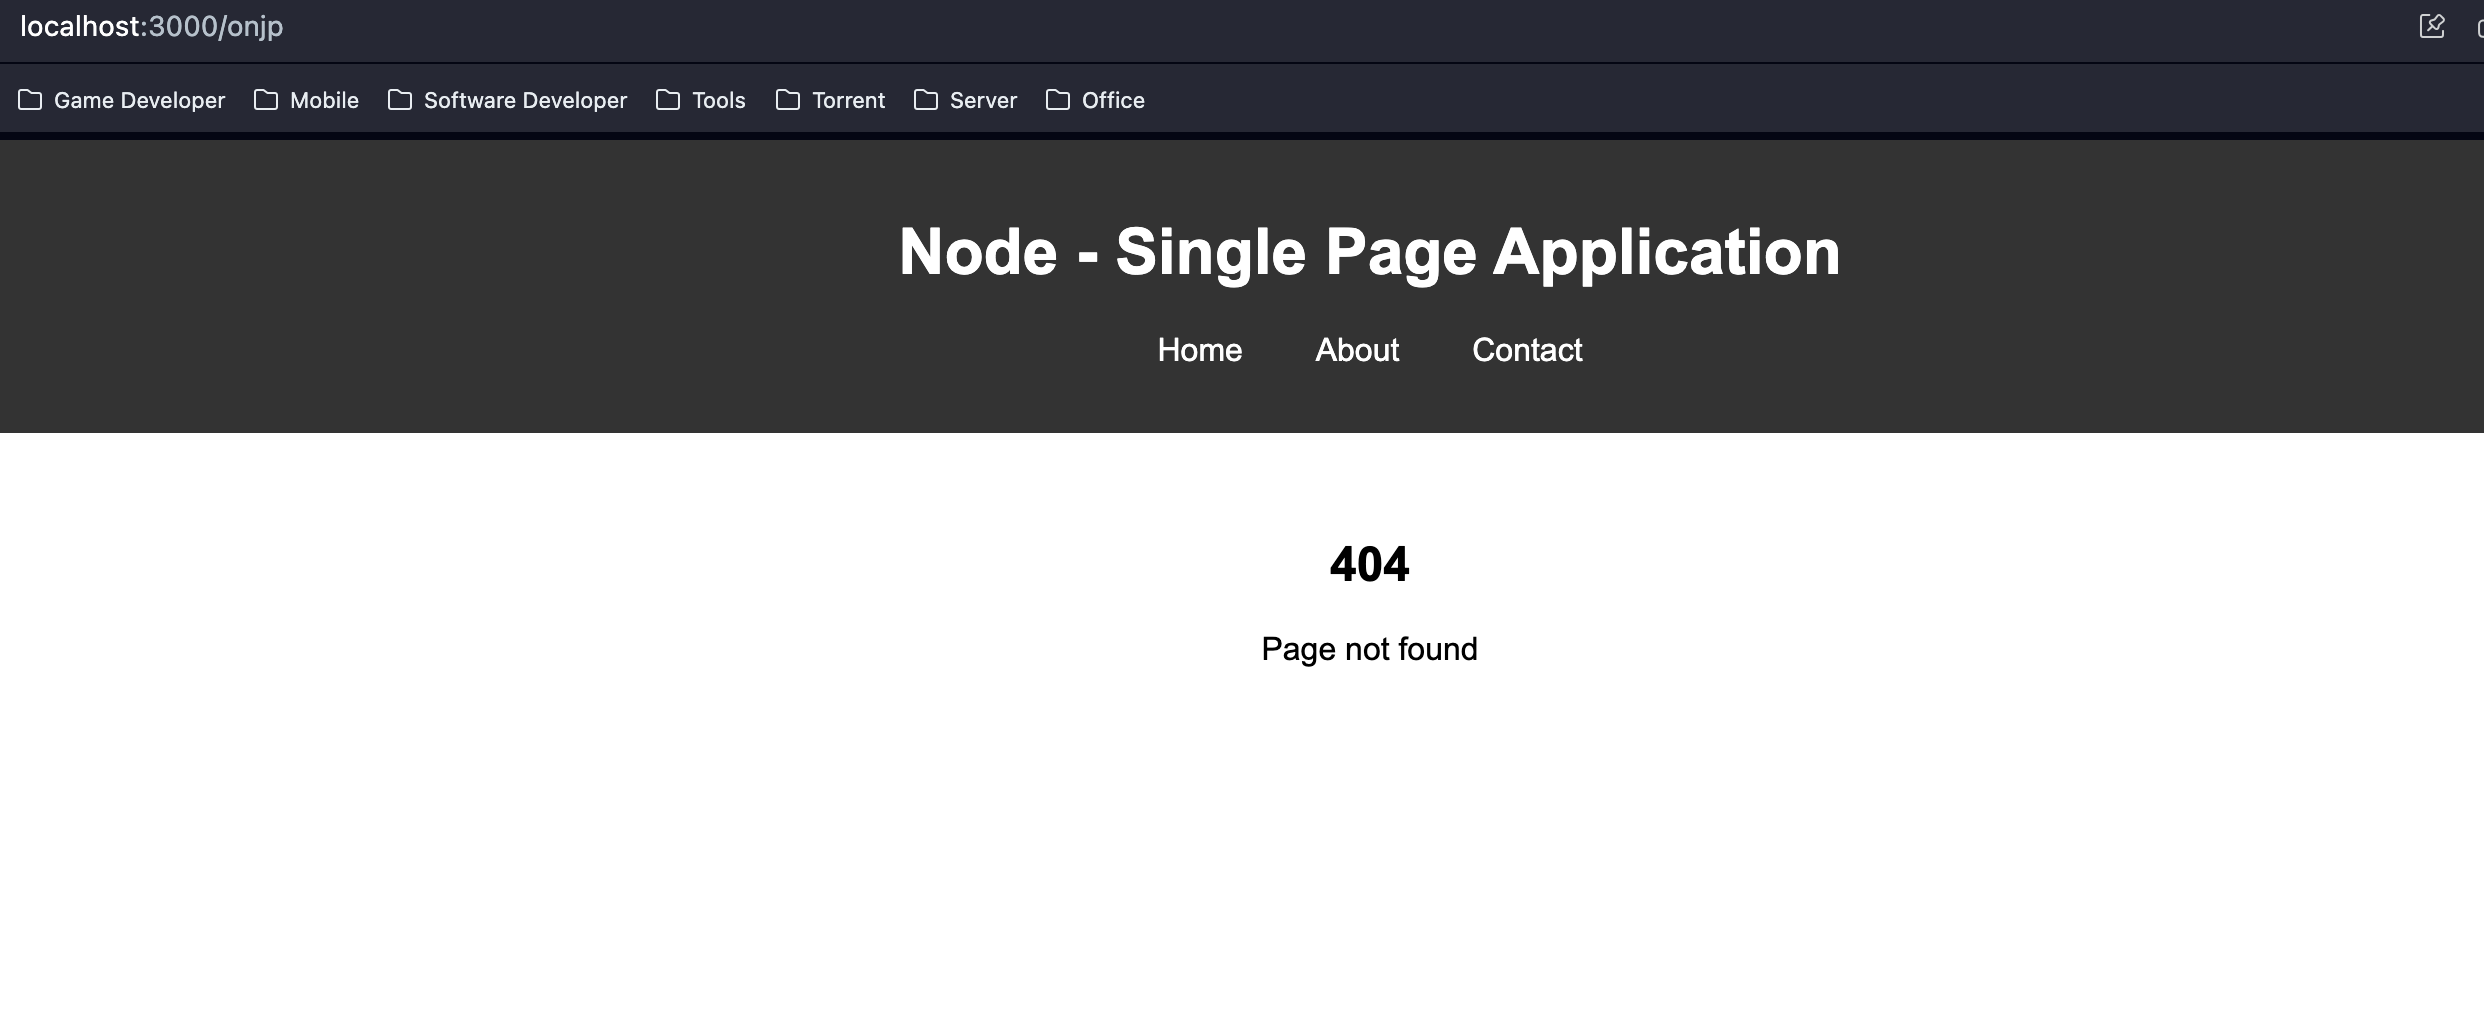 localhost:3000/onjp
Game Developer Mobile Software Developer Tools Torrent Server Office
Node - Single Page Application
Home About Contact
404
Page not found